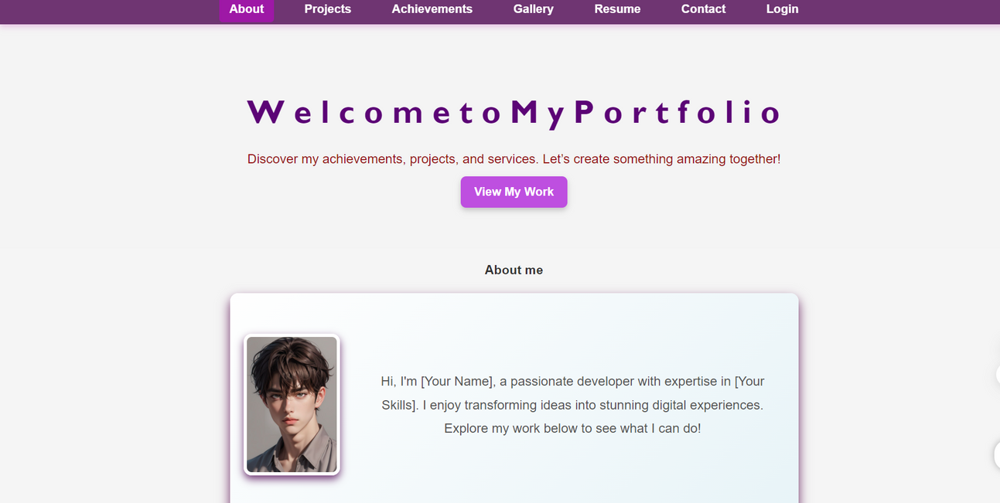 About Projects Achievements Gallery Resume Contact Login
WelcometoMyPortfolio
Discover my achievements, projects, and services. Let’s create something amazing together!
View My Work
About me
Hi, I'm [Your Name], a passionate developer with expertise in [Your
Skills]. I enjoy transforming ideas into stunning digital experiences.
Explore my work below to see what I can do!